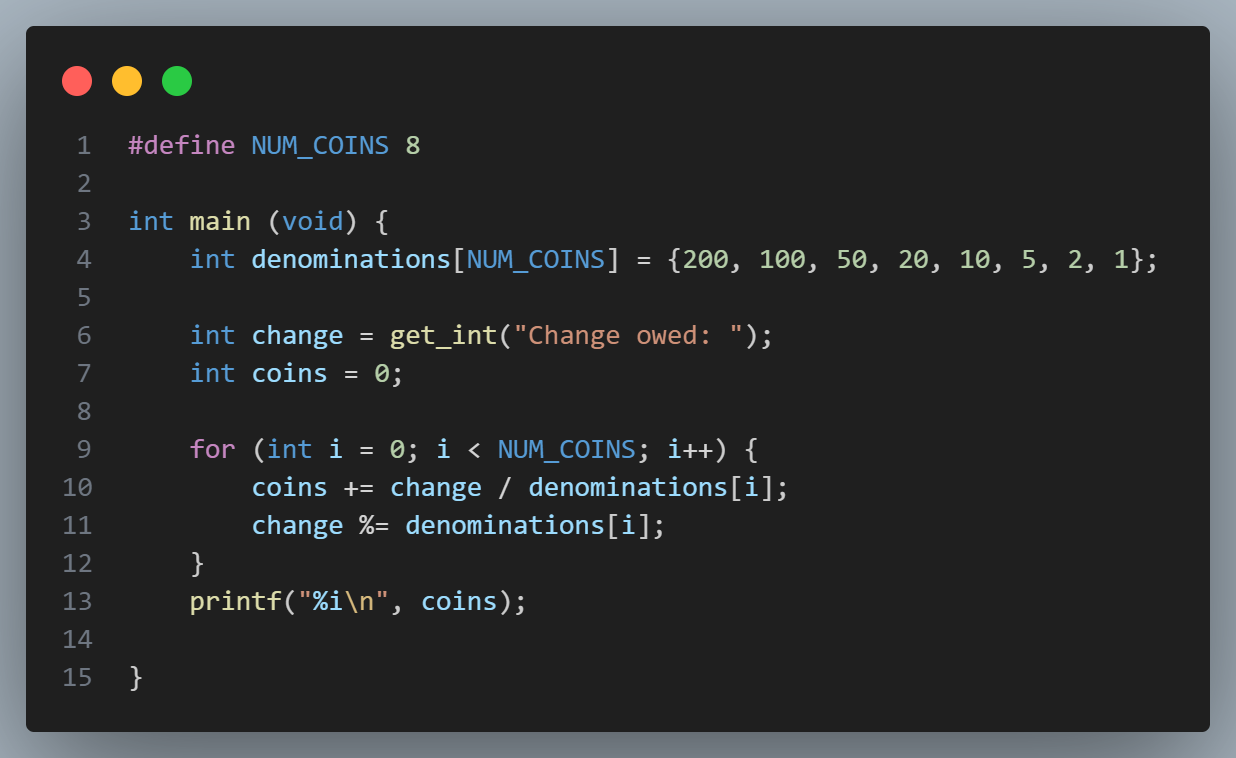 1 #define NUM_COINS 8
2
3 int main (void) {
4     int denominations[NUM_COINS] = {200, 100, 50, 20, 10, 5, 2, 1};
5
6     int change = get_int("Change owed: ");
7     int coins = 0;
8
9     for (int i = 0; i < NUM_COINS; i++) {
10         coins += change / denominations[i];
11         change %= denominations[i];
12     }
13     printf("%i\n", coins);
14
15 }